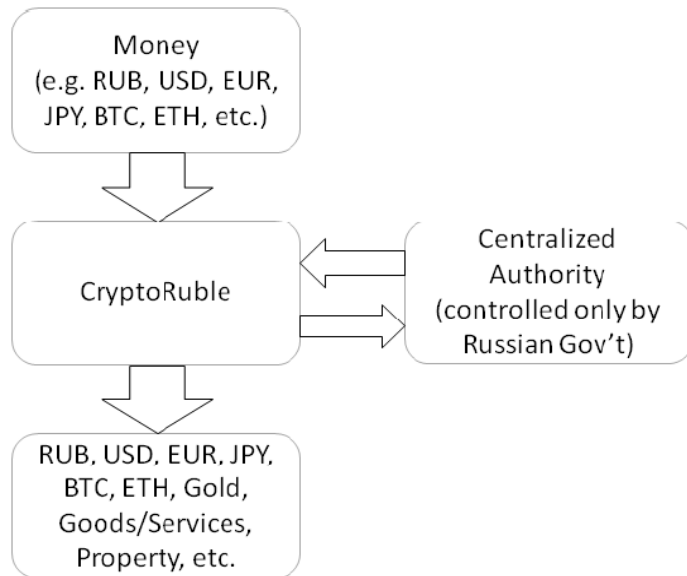 Money
(e.g. RUB, USD, EUR,
JPY, BTC, ETH, etc.)
CryptoRuble
Centralized
Authority
(controlled only by
Russian Gov't)
RUB, USD, EUR, JPY,
BTC, ETH, Gold,
Goods/Services,
Property, etc.